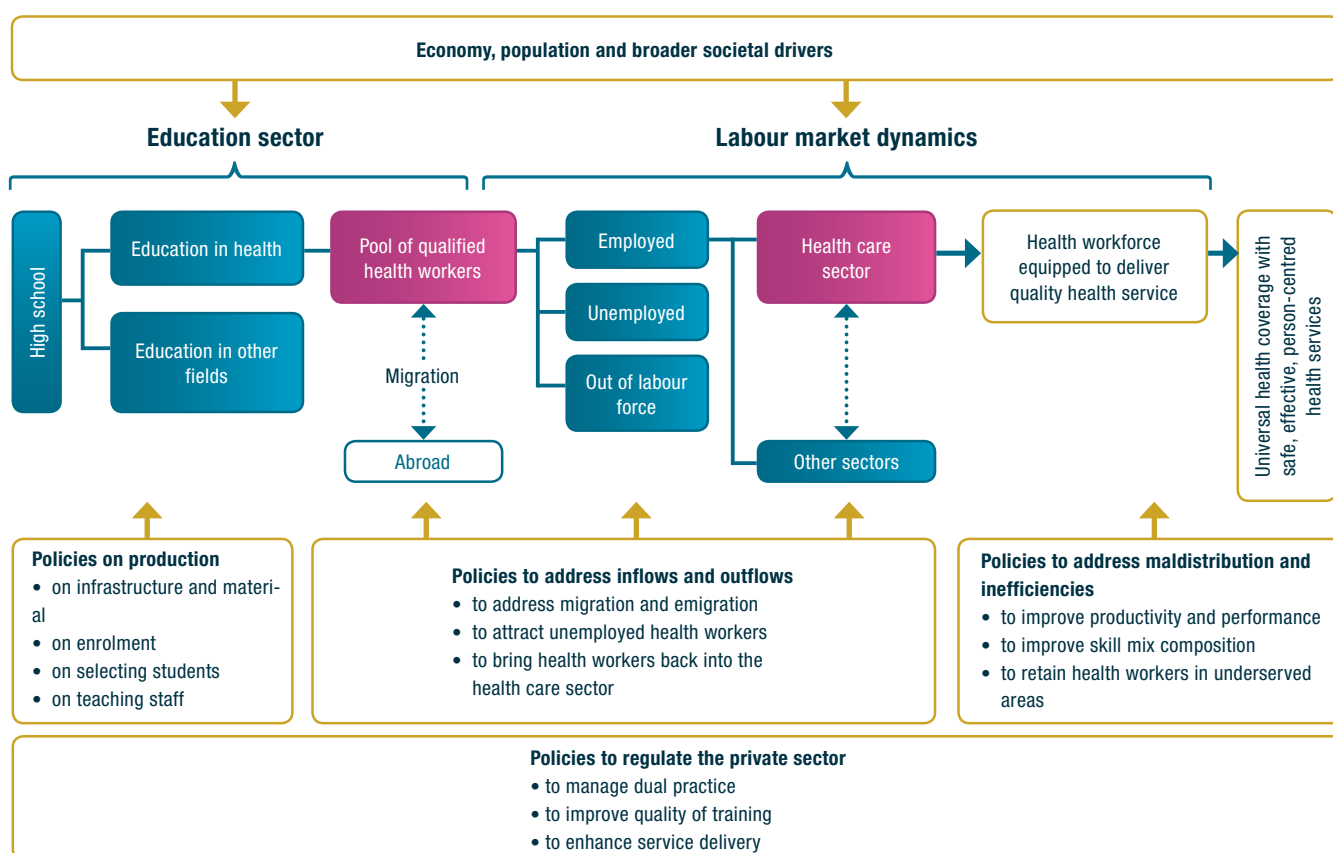 Economy, population and broader societal drivers
Education sector
Labour market dynamics
High school
Education in health
Education in other
fields
Pool of qualified
health workers
Migration
Abroad
Employed
Unemployed
Out of labour
force
Health care
sector
Other sectors
Health workforce
equipped to deliver
quality health service
Universal health coverage with
safe, effective, person-centred
health services
Policies on production
• on infrastructure and materi-
al
• on enrolment
• on selecting students
• on teaching staff
Policies to address inflows and outflows
• to address migration and emigration
• to attract unemployed health workers
• to bring health workers back into the
health care sector
Policies to address maldistribution and
inefficiencies
• to improve productivity and performance
• to improve skill mix composition
• to retain health workers in underserved
areas
Policies to regulate the private sector
• to manage dual practice
• to improve quality of training
• to enhance service delivery